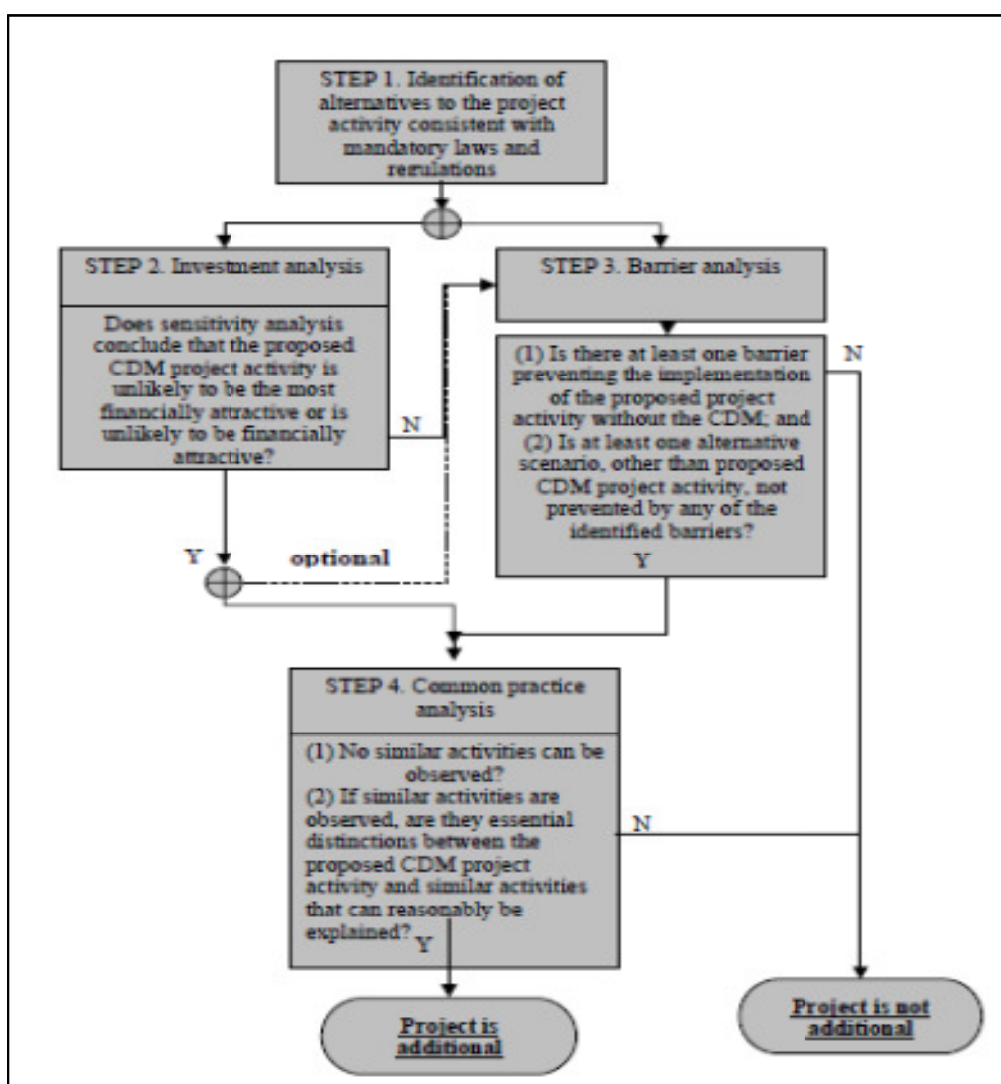 STEP 1. Identification of
alternatives to the project
activity consistent with
mandatory laws and
regulations
STEP 2. Investment analysis
Does sensitivity analysis
conclude that the proposed
CDM project activity is
unlikely to be the most
financially attractive or is
unlikely to be financially
attractive?
N
Y
optional
STEP 3. Barrier analysis
(1) Is there at least one barrier
preventing the implementation
of the proposed project
activity without the CDM; and
(2) Is at least one alternative
scenario, other than proposed
CDM project activity, not
prevented by any of the
identified barriers?
N
Y
STEP 4. Common practice
analysis
(1) No similar activities can be
observed?
(2) If similar activities are
observed, are they essential
distinctions between the
proposed CDM project
activity and similar activities
that can reasonably be
explained?
N
Y
Project is
additional
Project is not
additional